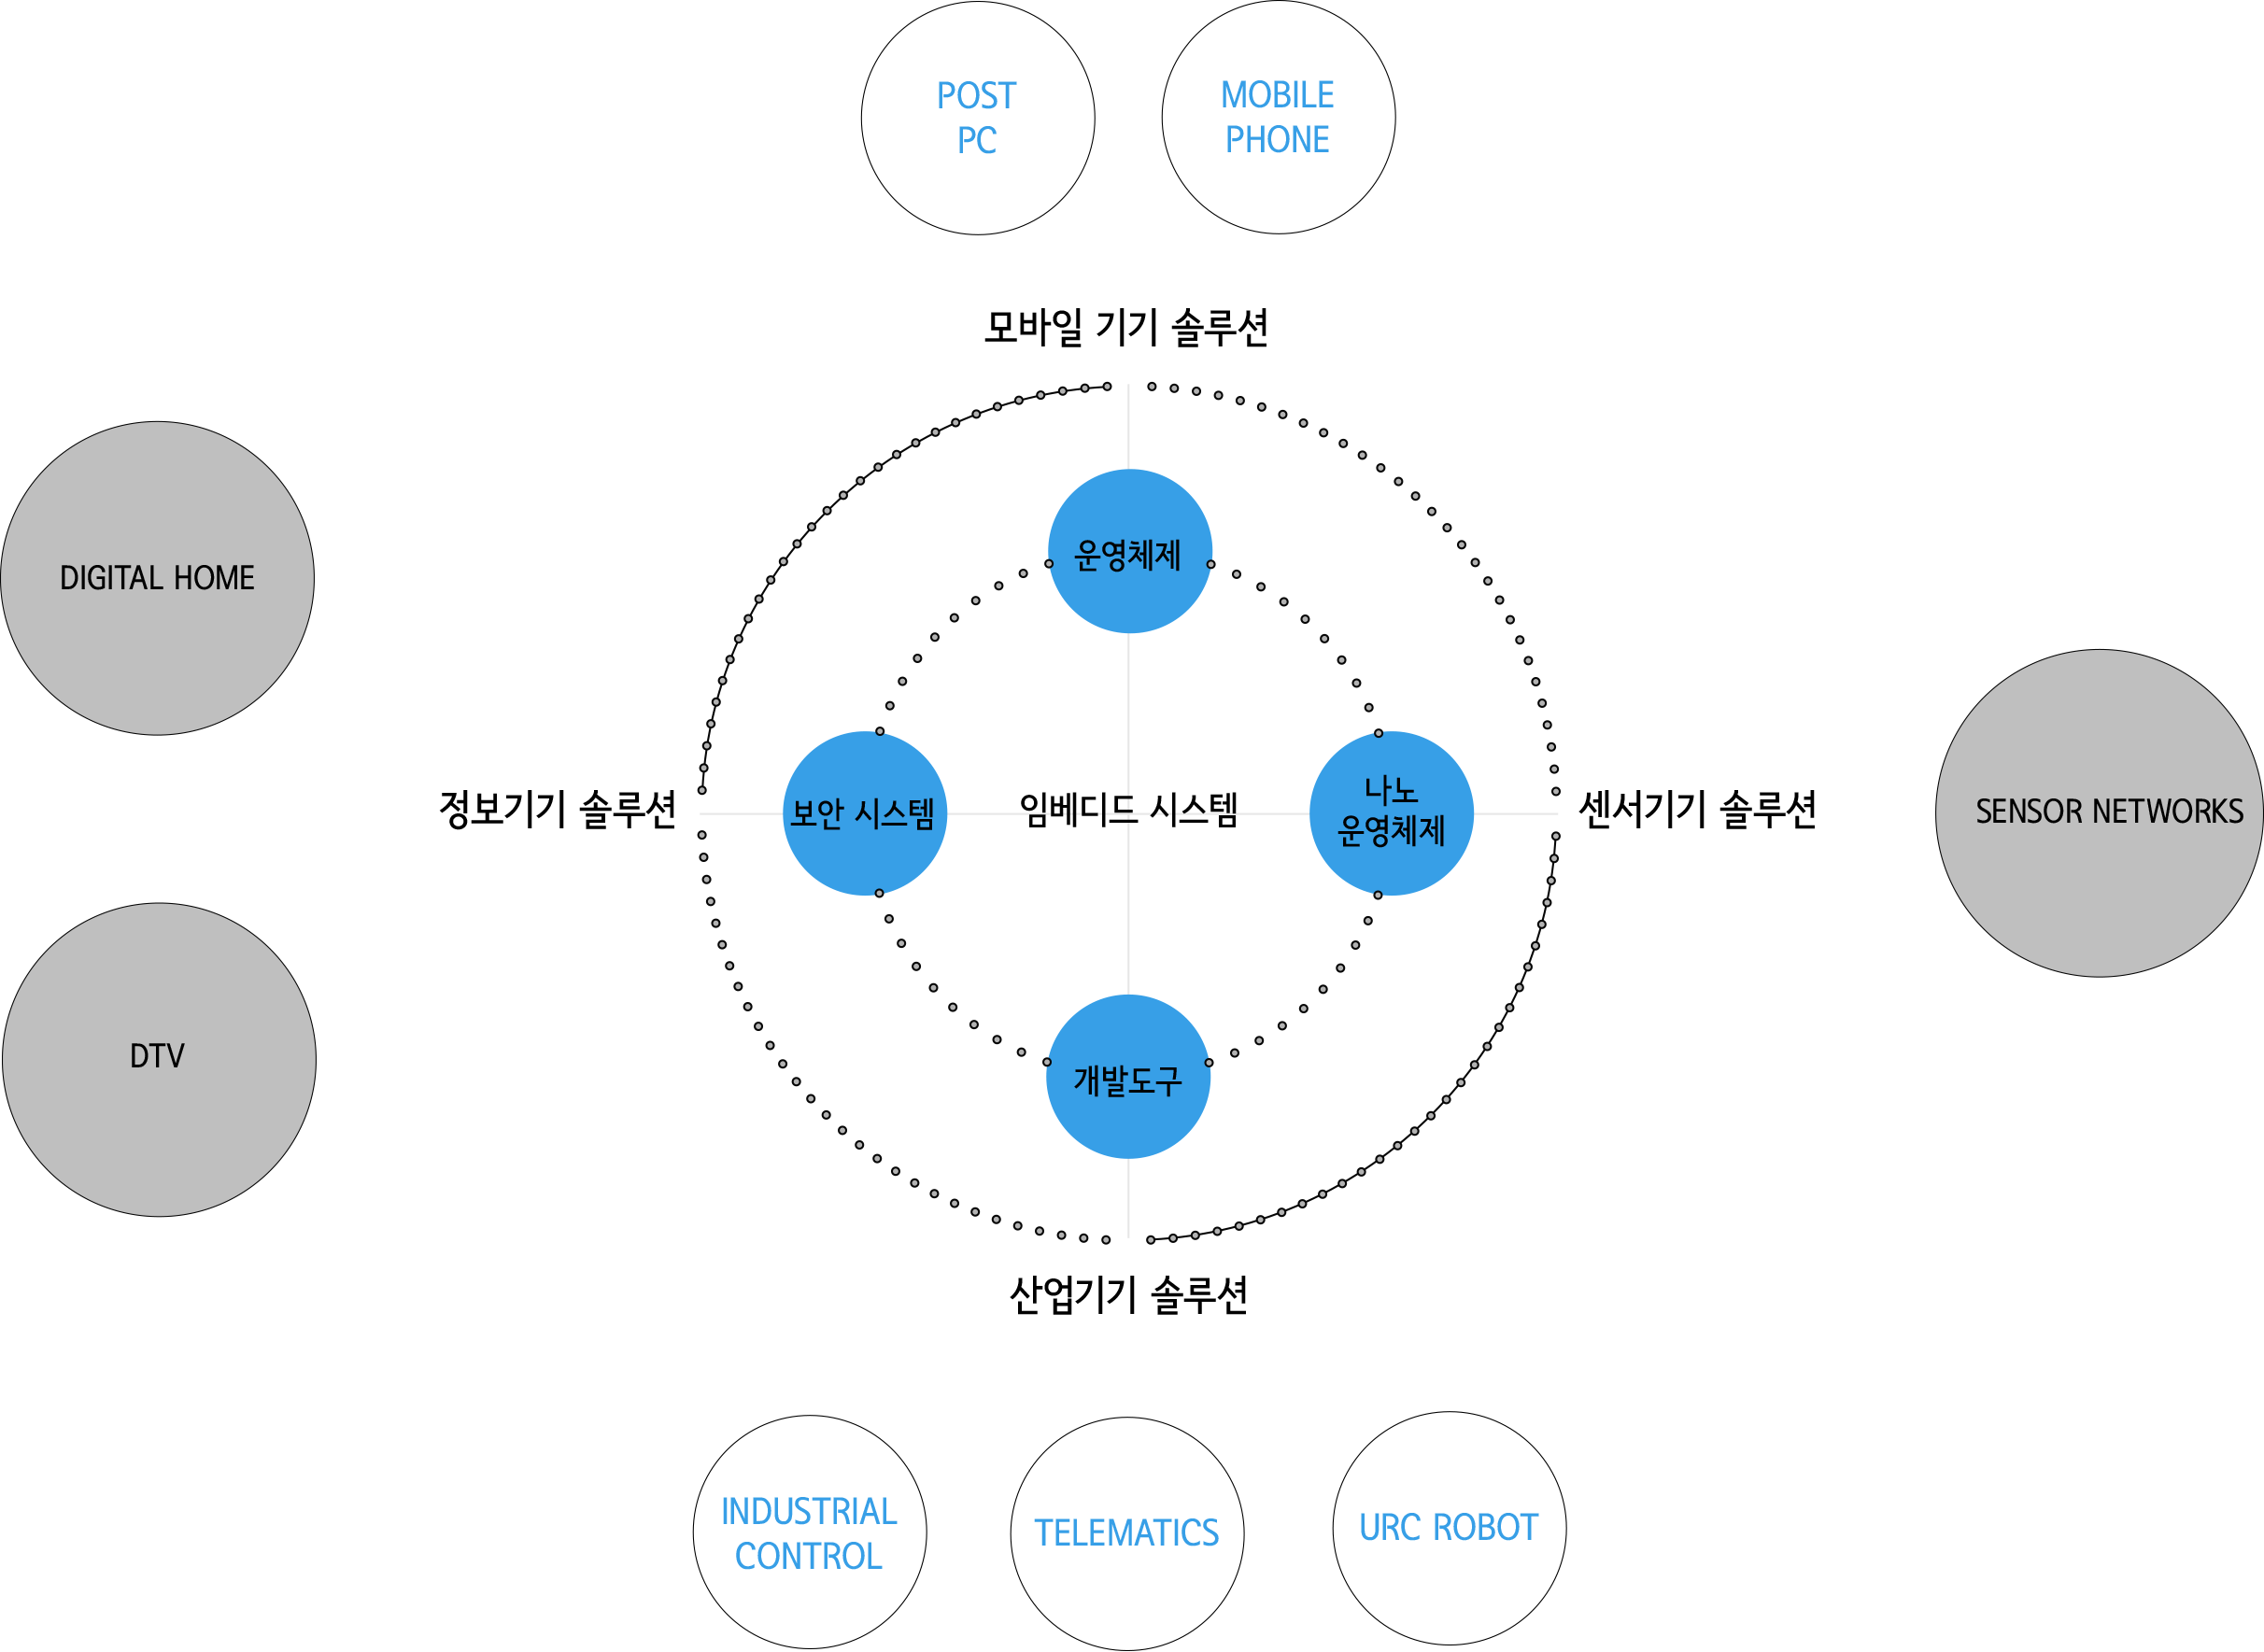 POST
PC
MOBILE
PHONE
모바일 기기 솔루션
DIGITAL HOME
운영체제
정보기기 솔루션
보안 시스템
임베디드 시스템
나노
운영체제
센서기기 솔루션
SENSOR NETWORKS
DTV
개발도구
산업기기 솔루션
INDUSTRIAL
CONTROL
TELEMATICS
URC ROBOT